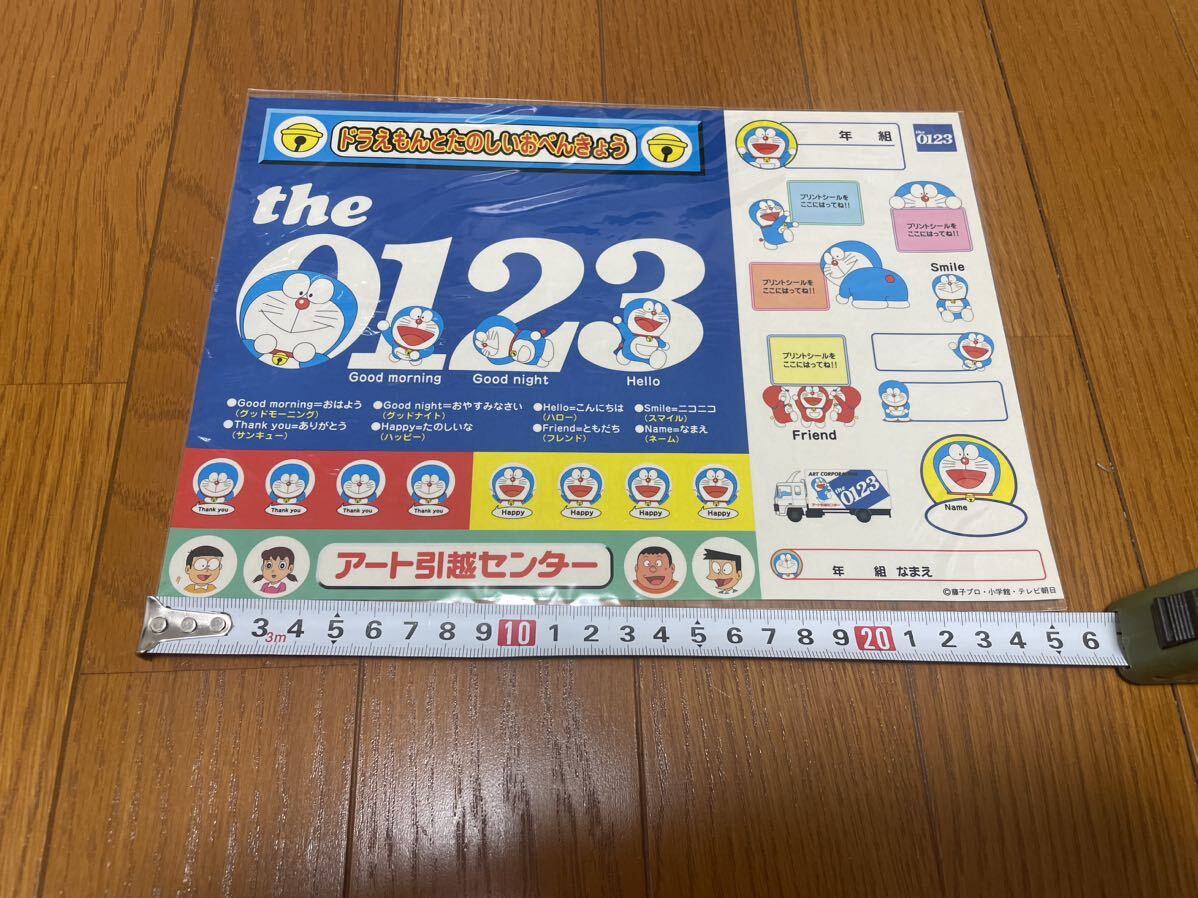 ドラえもんとたのしいおべんきょう
the
0123
Good morning
Good night
Hello
●Good morning=おはよう
(グッドモーニング)
●Thank you=ありがとう
(サンキュー)
●Good night=おやすみなさい
(グッドナイト)
●Happy=たのしいな
(ハッピー)
●Hello=こんにちは
(ハロー)
●Friend=ともだち
(フレンド)
●Smile=ニコニコ
(スマイル)
●Name=なまえ
(ネーム)
Thank you
Thank you
Thank you
Thank you
Happy
Happy
Happy
Happy
アート引越センター
年 組
the
0123
プリントシールを
ここにはってね!!
プリントシールを
ここにはってね!!
プリントシールを
ここにはってね!!
Smile
プリントシールを
ここにはってね!!
Friend
ART CORPORATION
the
0123
アート引越センター
Name
年 組 なまえ
©藤子プロ・小学館・テレビ朝日
3 4 5 6 7 8 9 10 1 2 3 4 5 6 7 8 9 20 1 2 3 4 5 6
3m